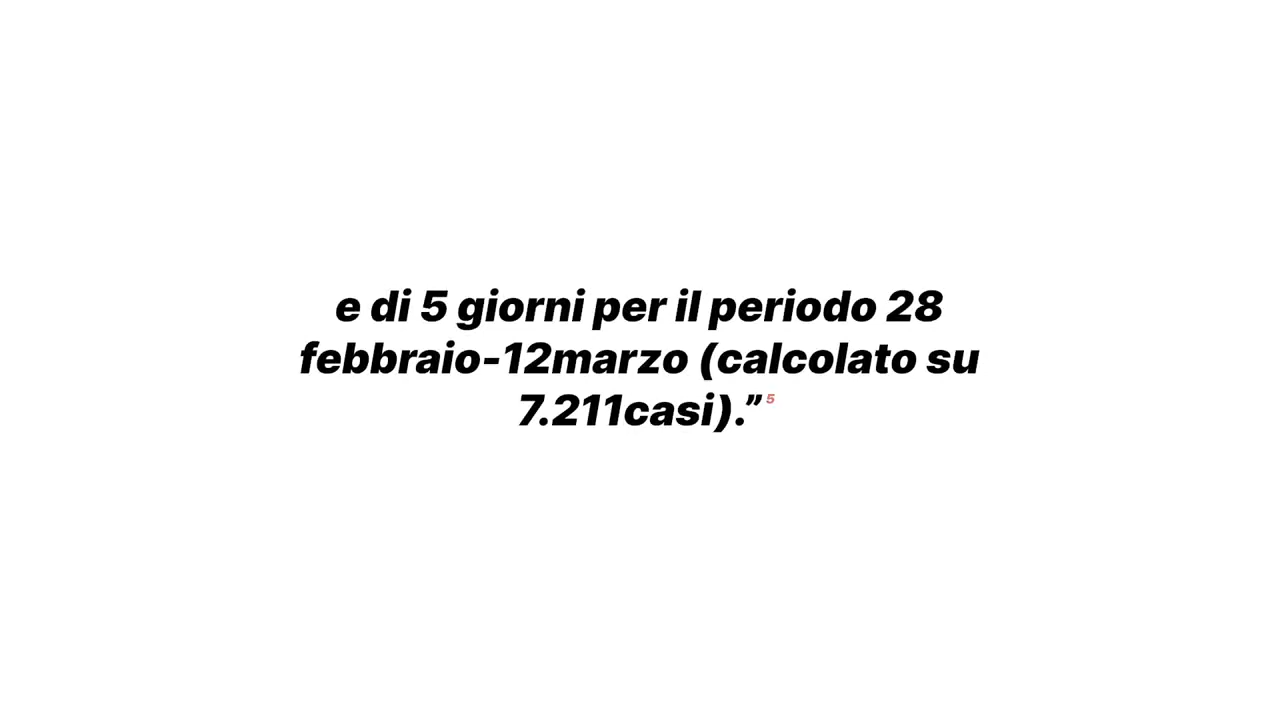 e di 5 giorni per il periodo 28
febbraio-12marzo (calcolato su
7.211casi).”⁵